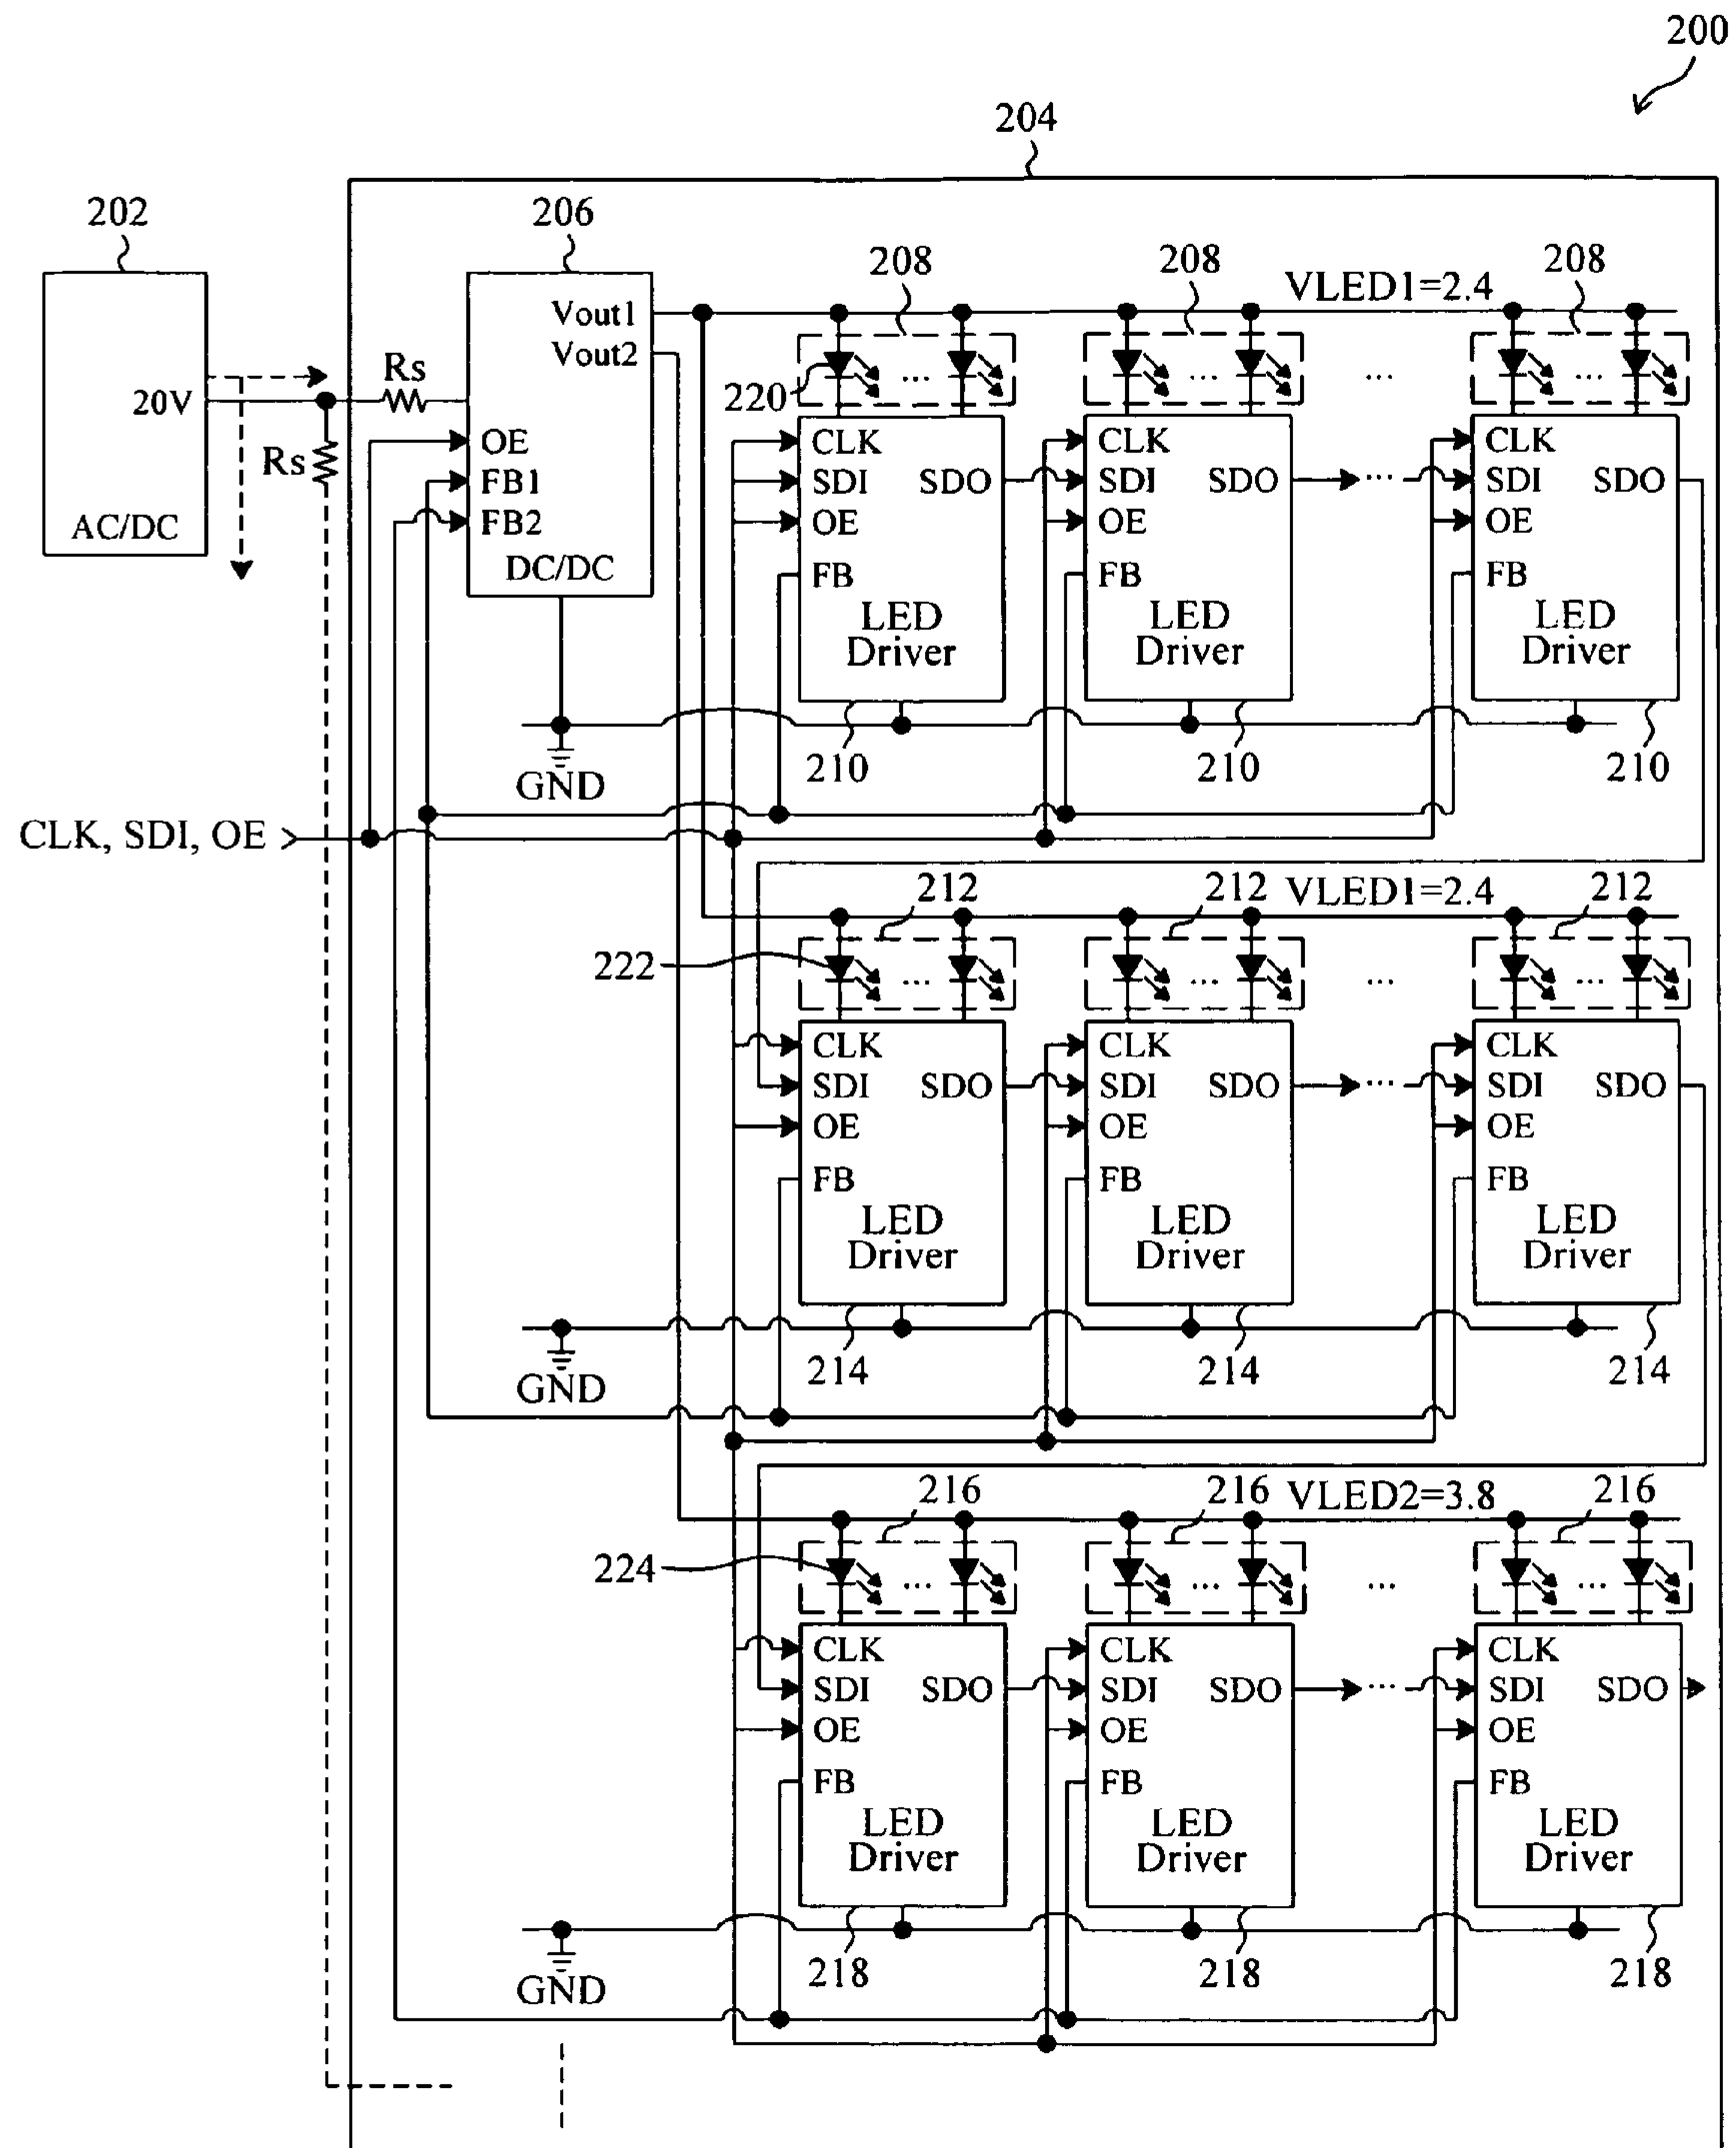 200
204
202
206
208
208
208
VLED1=2.4
Vout1
Vout2
Rs
20V
220
...
...
...
...
Rs
OE
FB1
FB2
AC/DC
DC/DC
CLK
SDI
SDO
OE
FB
LED
Driver
CLK
SDI
SDO
OE
FB
LED
Driver
...
CLK
SDI
SDO
OE
FB
LED
Driver
GND
210
210
210
CLK, SDI, OE
212
212
VLED1=2.4
212
222
...
...
...
...
CLK
SDI
SDO
OE
FB
LED
Driver
CLK
SDI
SDO
OE
FB
LED
Driver
...
CLK
SDI
SDO
OE
FB
LED
Driver
GND
214
214
214
216
216
VLED2=3.8
216
224
...
...
...
...
CLK
SDI
SDO
OE
FB
LED
Driver
CLK
SDI
SDO
OE
FB
LED
Driver
...
CLK
SDI
SDO
OE
FB
LED
Driver
GND
218
218
218